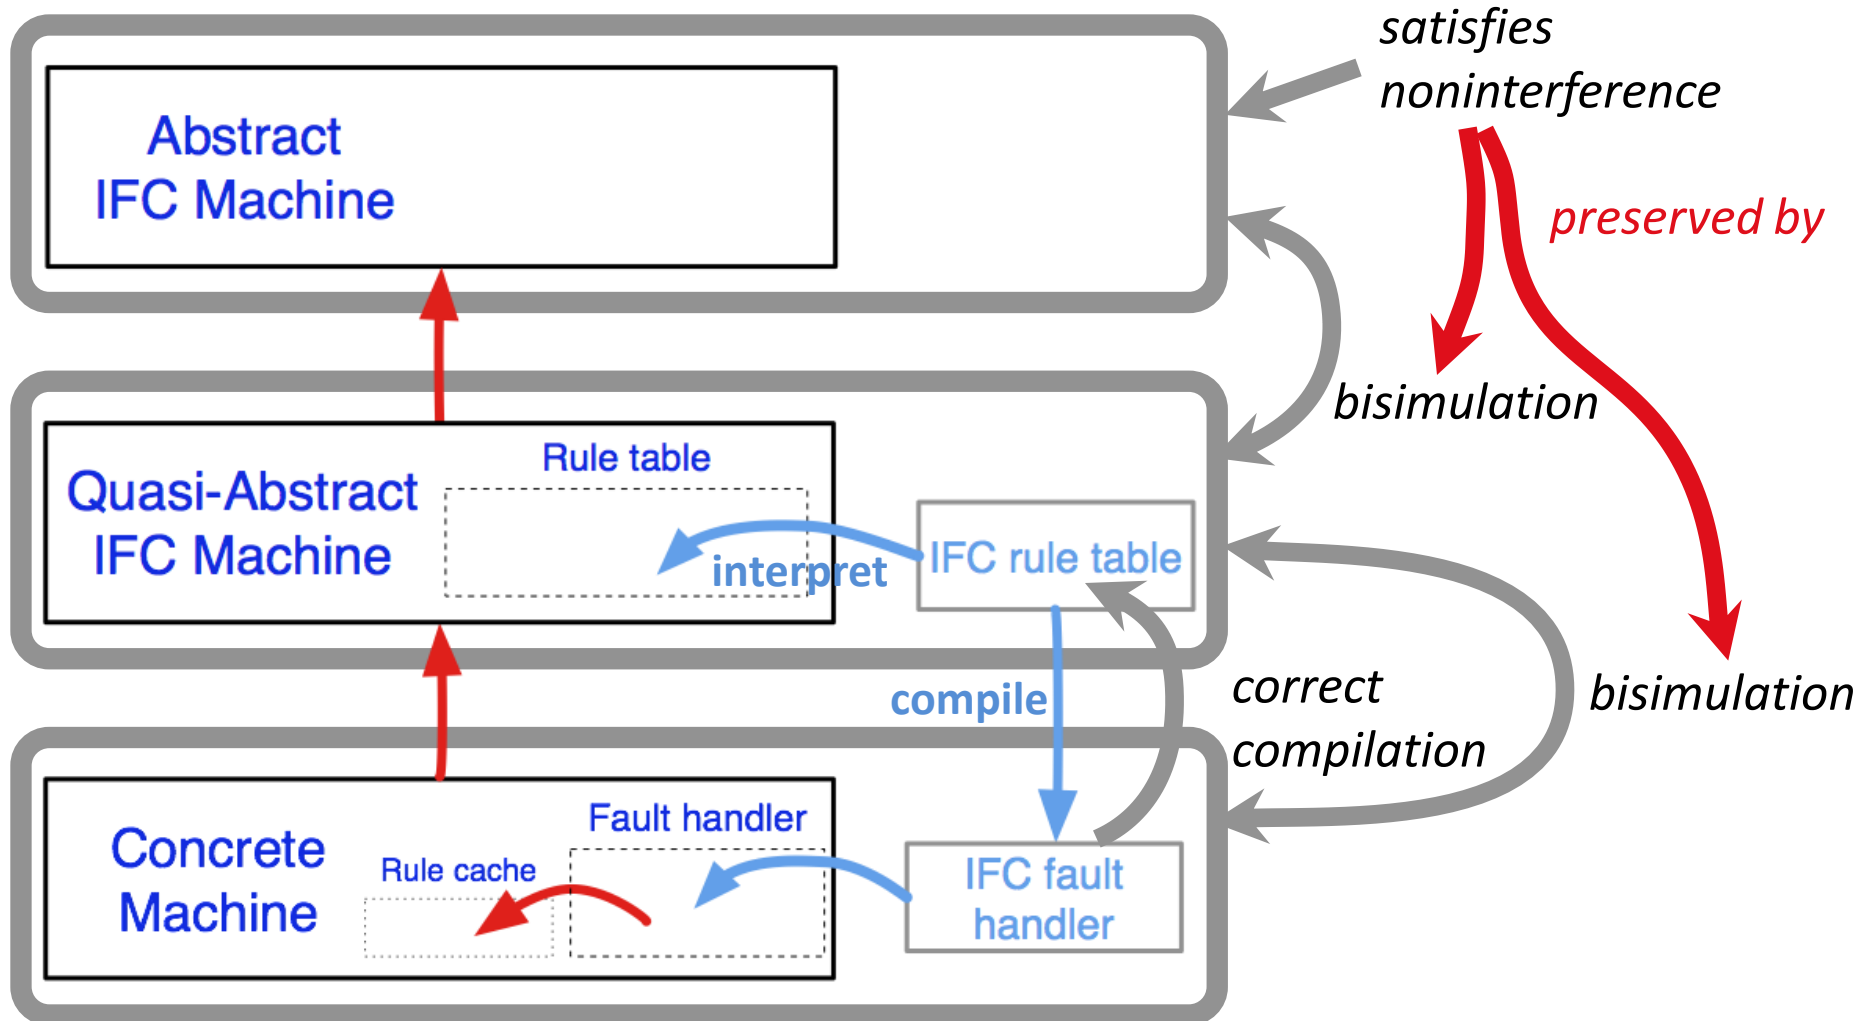 satisfies
noninterference
Abstract
IFC Machine
preserved by
bisimulation
Rule table
Quasi-Abstract
IFC Machine
interpret
IFC rule table
compile
correct
compilation
bisimulation
Fault handler
Concrete
Machine
Rule cache
IFC fault
handler